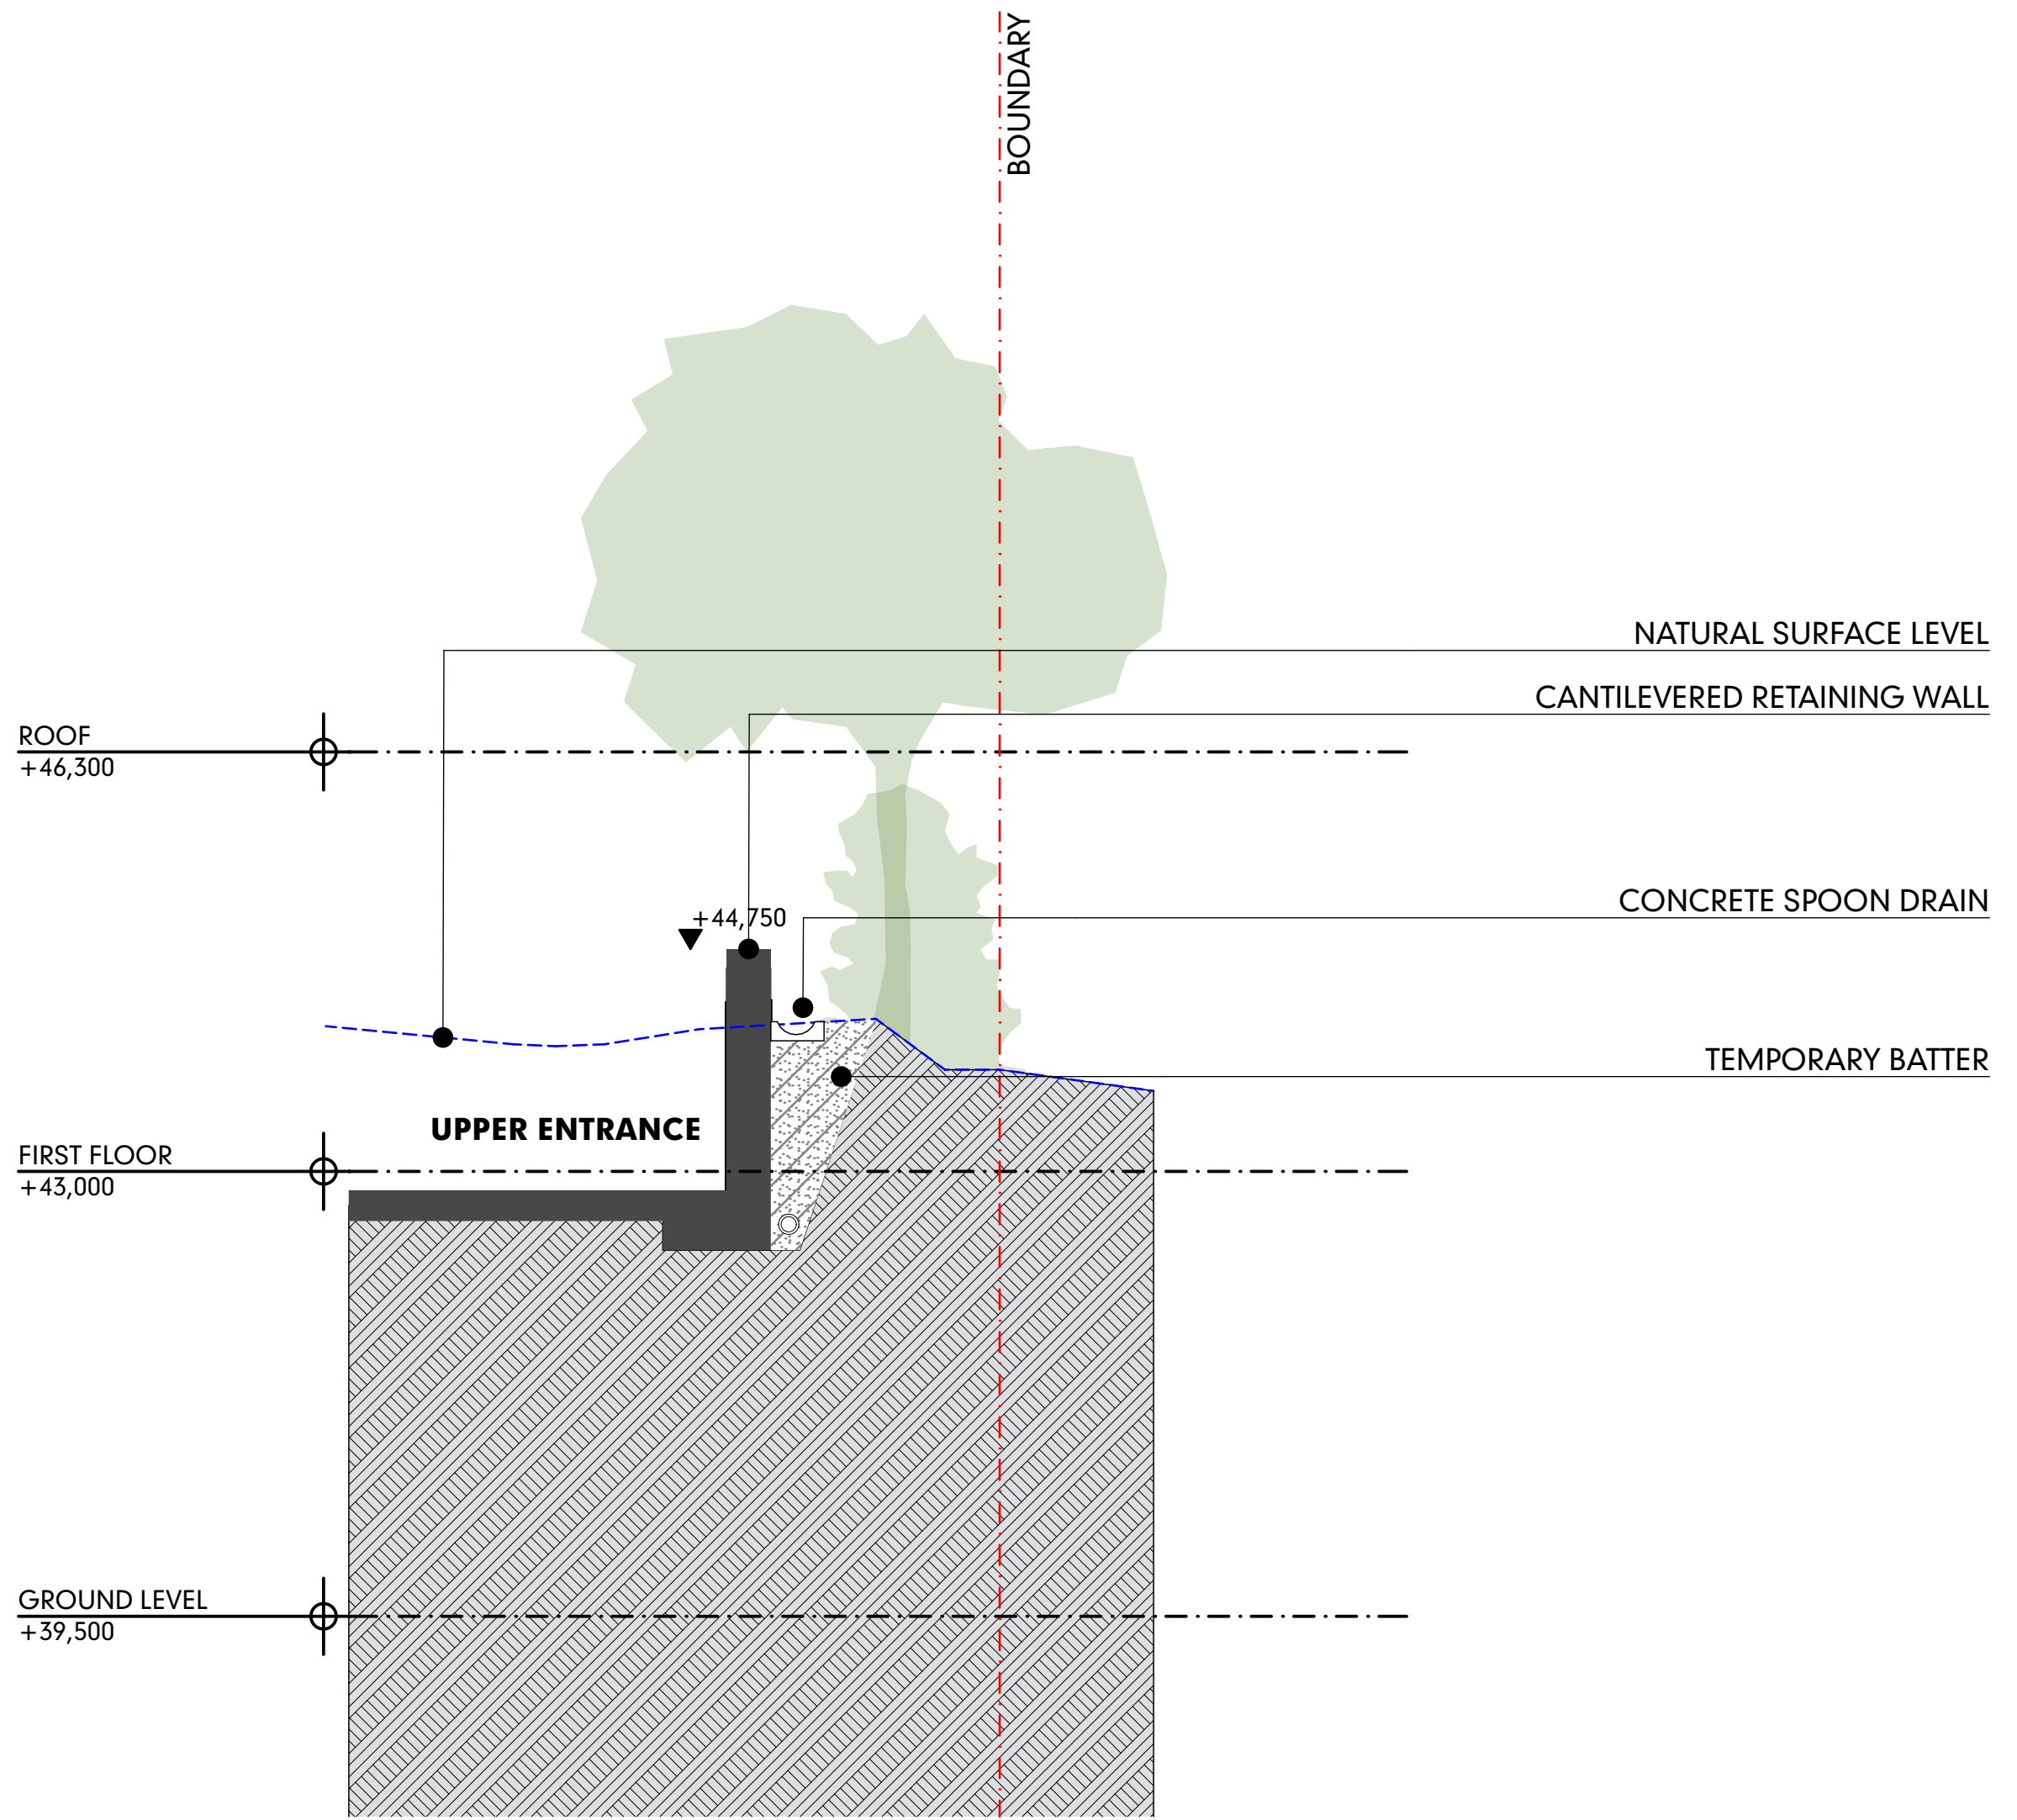 BOUNDARY
NATURAL SURFACE LEVEL
CANTILEVERED RETAINING WALL
ROOF
+46,300
CONCRETE SPOON DRAIN
+44,750
TEMPORARY BATTER
UPPER ENTRANCE
FIRST FLOOR
+43,000
GROUND LEVEL
+39,500